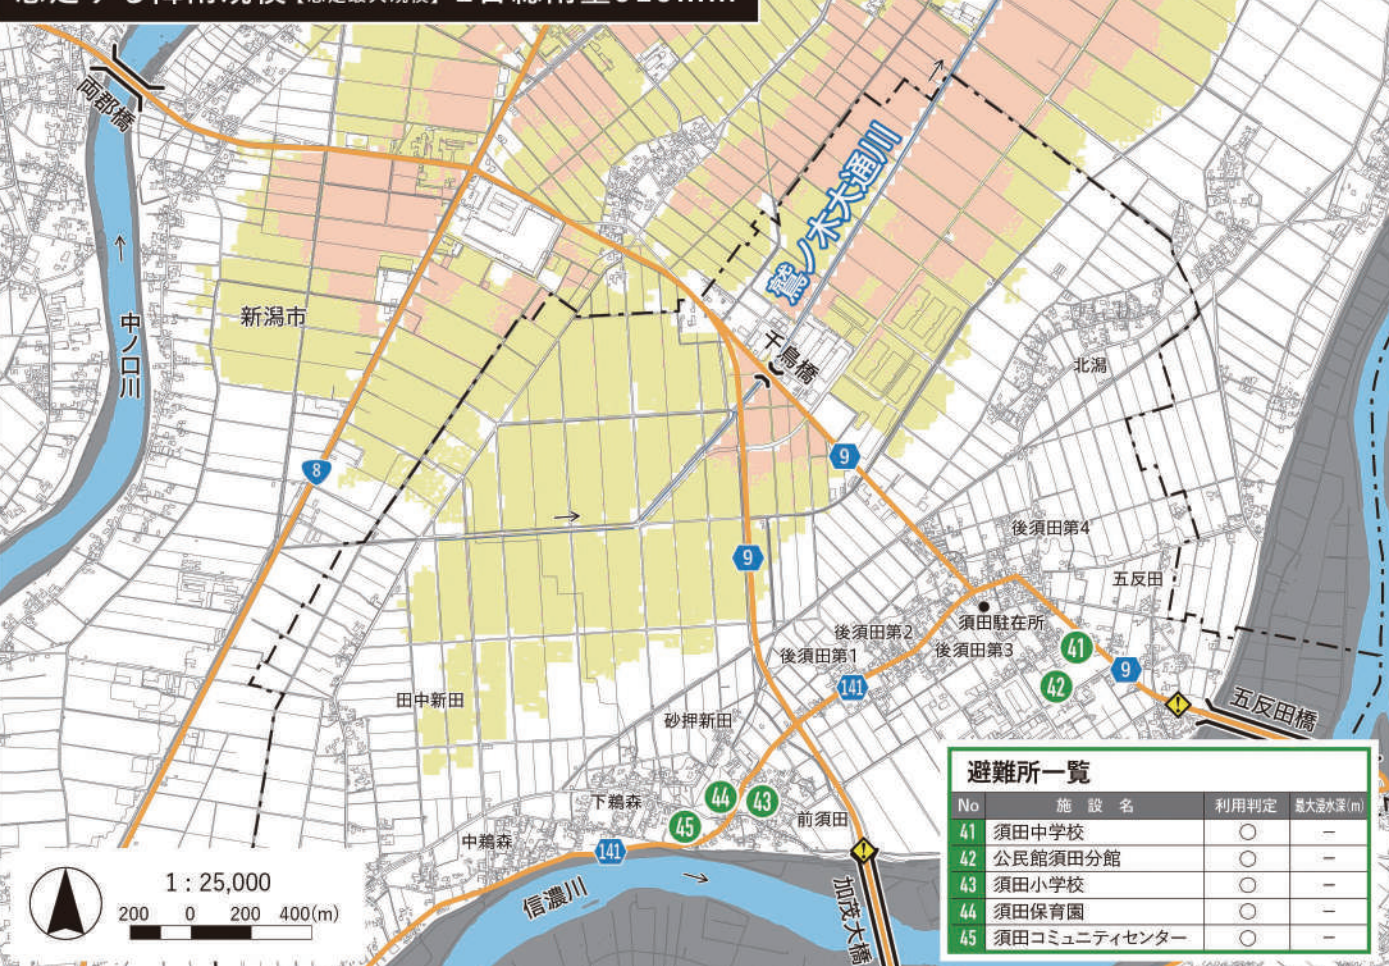 両郡橋
鷲ノ木大通川
新潟市
中ノ口川
千鳥橋
北潟
8
9
後須田第4
9
五反田
須田駐在所
後須田第2
後須田第3
後須田第1
41
9
42
141
田中新田
砂押新田
五反田橋
下鵜森
44
43
45
前須田
中鵜森
141
信濃川
加茂大橋
1：25,000
200 0 200 400(m)
避難所一覧
No 施設名 利用判定 最大浸水深(m)
41 須田中学校 ○ －
42 公民館須田分館 ○ －
43 須田小学校 ○ －
44 須田保育園 ○ －
45 須田コミュニティセンター ○ －